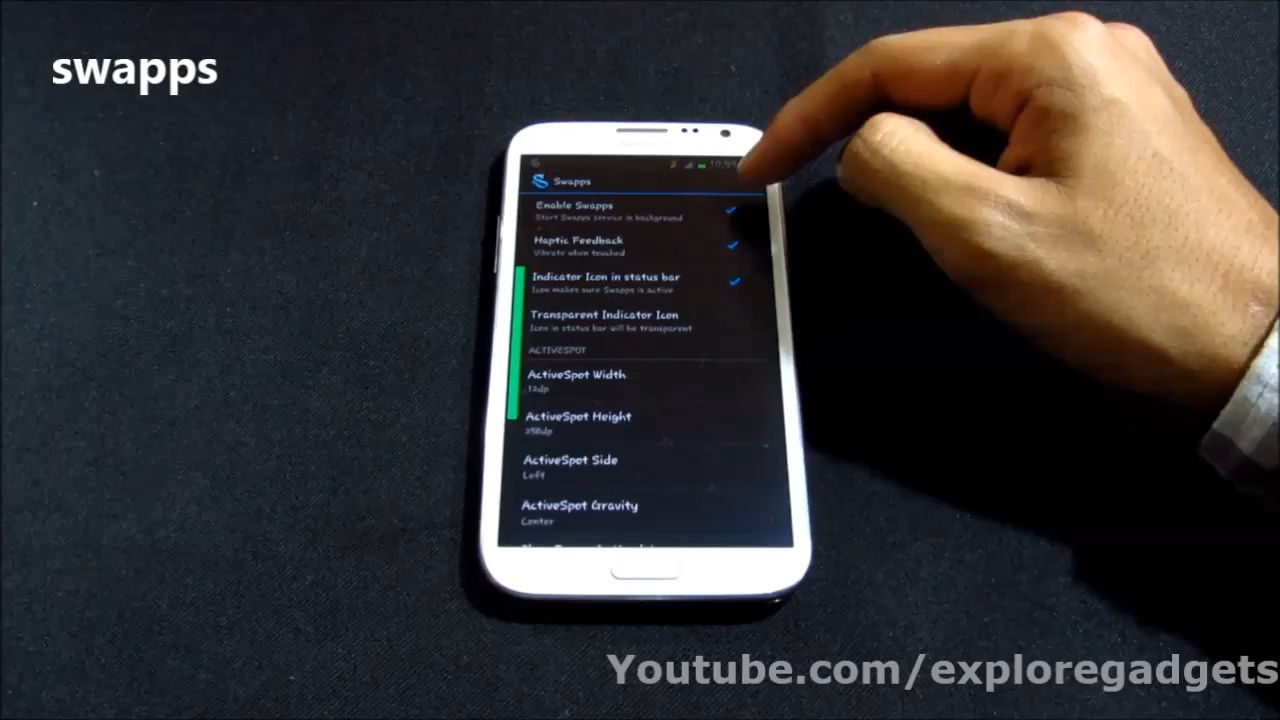 swapps
Swapps
Enable Swapps
Start Swapps service in background
Haptic Feedback
Vibrate when touched
Indicator Icon in status bar
Icon makes sure Swapps is active
Transparent Indicator Icon
Icon in status bar will be transparent
ACTIVESPOT
ActiveSpot Width
ActiveSpot Height
ActiveSpot Side
Left
ActiveSpot Gravity
Center
Youtube.com/exploregadgets